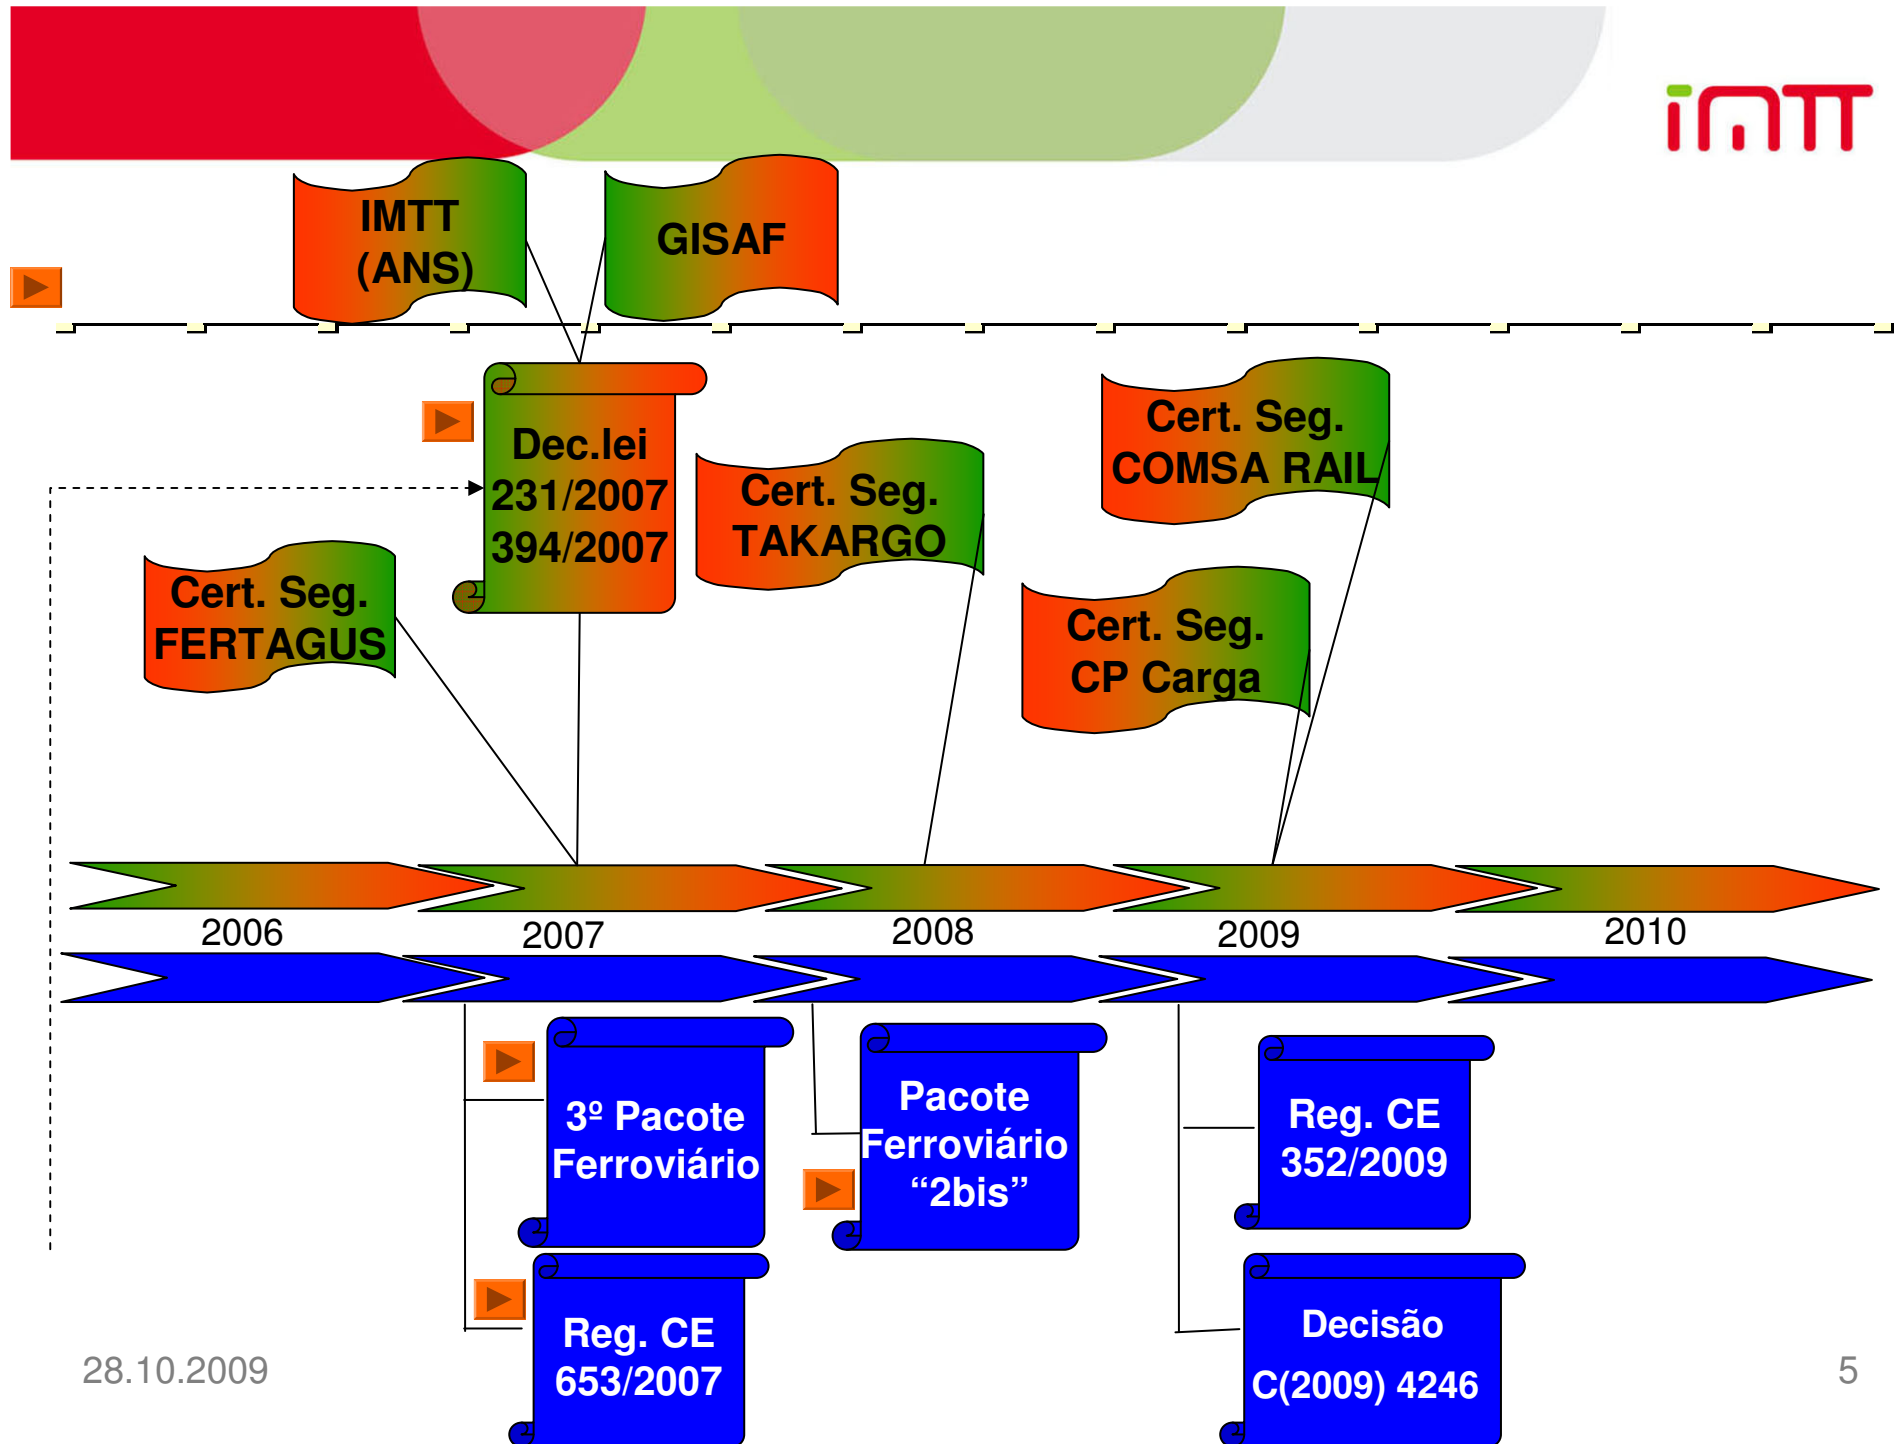 imTT
IMTT
(ANS)
GISAF
Dec.lei
231/2007
394/2007
Cert. Seg.
TAKARGO
Cert. Seg.
COMSA RAIL
Cert. Seg.
FERTAGUS
Cert. Seg.
CP Carga
2006
2007
2008
2009
2010
3º Pacote
Ferroviário
Pacote
Ferroviário
“2bis”
Reg. CE
352/2009
Reg. CE
653/2007
Decisão
C(2009) 4246
28.10.2009
5